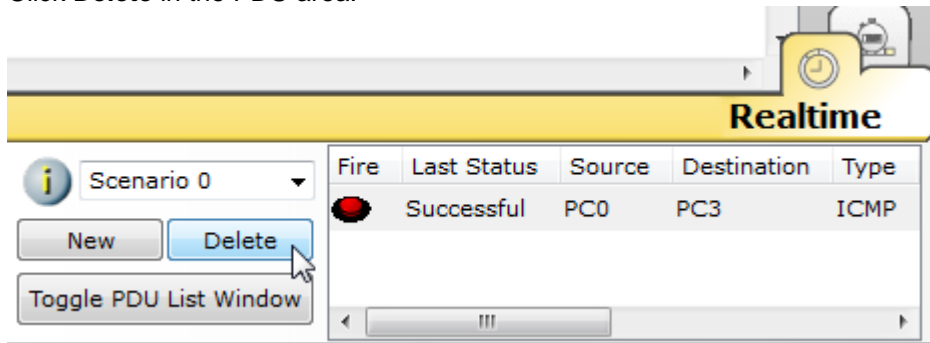 Click Delete in the PDU area.
Realtime
i Scenario 0
New Delete
Toggle PDU List Window
Fire Last Status Source Destination Type
Successful PC0 PC3 ICMP